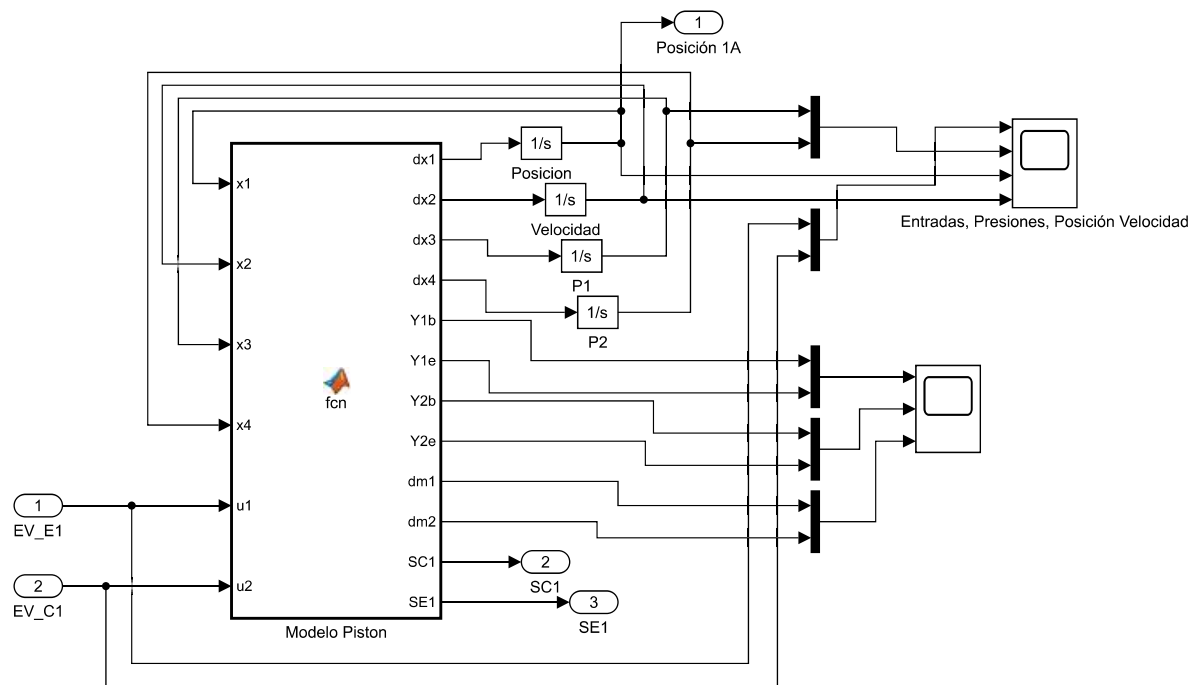 1
Posición 1A
x1
x2
x3
x4
u1
u2
fcn
dx1
dx2
dx3
dx4
Y1b
Y1e
Y2b
Y2e
dm1
dm2
SC1
SE1
Modelo Piston
1/s
Posicion
1/s
Velocidad
1/s
P1
1/s
P2
Entradas, Presiones, Posición Velocidad
1
EV_E1
2
EV_C1
2
SC1
3
SE1